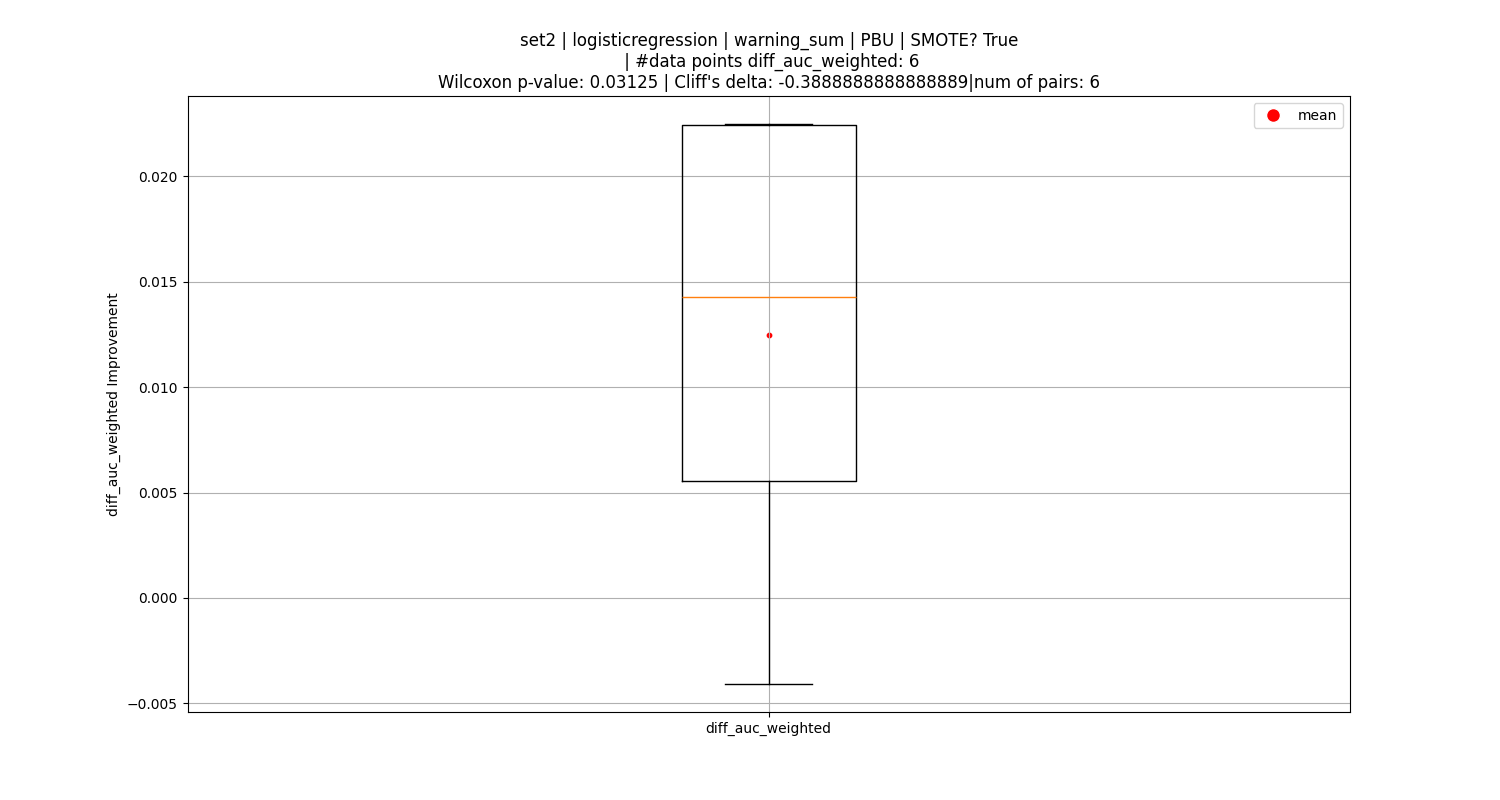 set2 | logisticregression | warning_sum | PBU | SMOTE? True
| #data points diff_auc_weighted: 6
Wilcoxon p-value: 0.03125 | Cliff's delta: -0.3888888888888889|num of pairs: 6
mean
0.020
0.015
0.010
0.005
0.000
−0.005
diff_auc_weighted Improvement
diff_auc_weighted